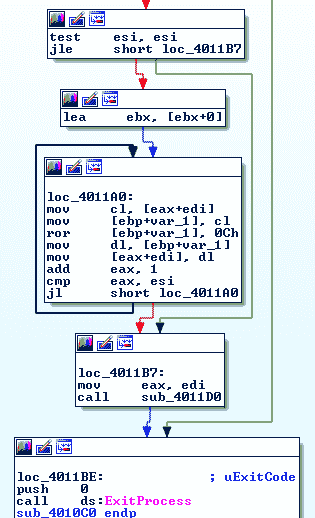 test    esi, esi
jle     short loc_4011B7
lea     ebx, [ebx+0]
loc_4011A0:
mov     cl, [eax+edi]
mov     [ebp+var_1], cl
ror     [ebp+var_1], 0Ch
mov     dl, [ebp+var_1]
mov     [eax+edi], dl
add     eax, 1
cmp     eax, esi
jl      short loc_4011A0
loc_4011B7:
mov     eax, edi
call    sub_4011D0
loc_4011BE:             ; uExitCode
push    0
call    ds:ExitProcess
sub_4010C0 endp